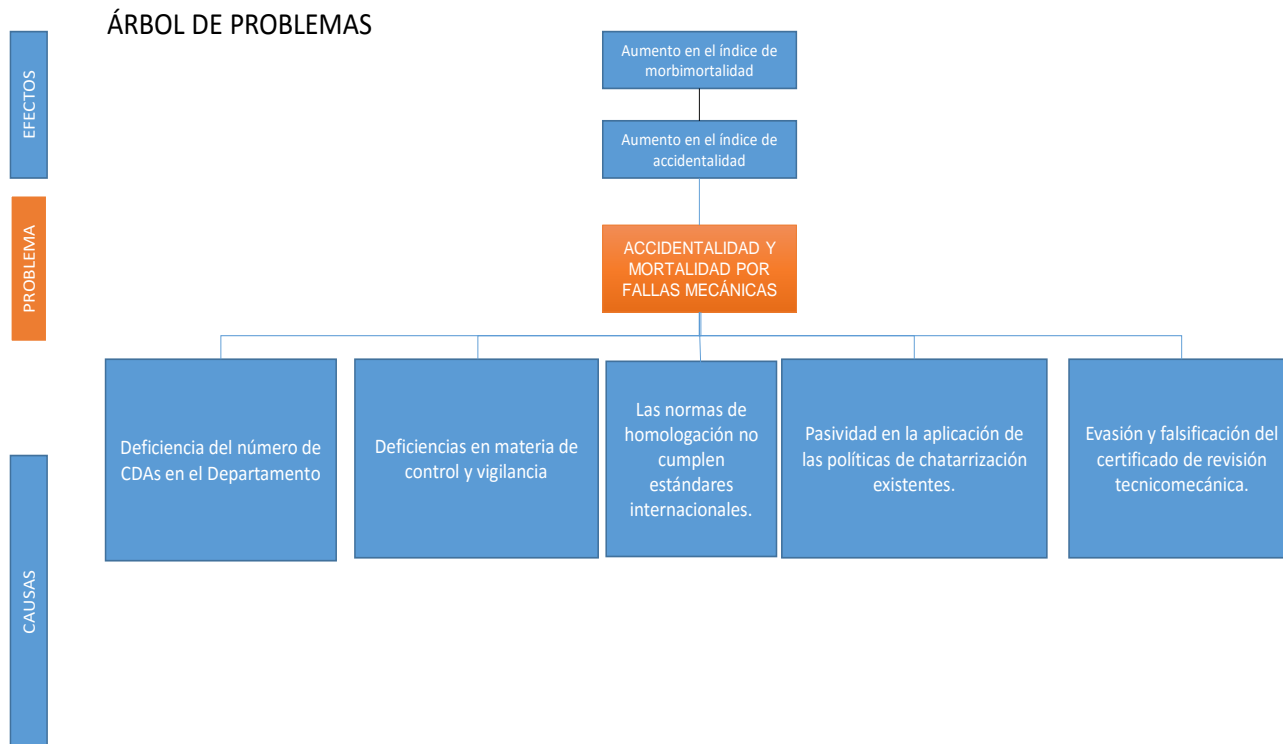 ÁRBOL DE PROBLEMAS
EFECTOS
Aumento en el índice de
morbimortalidad
Aumento en el índice de
accidentalidad
PROBLEMA
ACCIDENTALIDAD Y
MORTALIDAD POR
FALLAS MECÁNICAS
CAUSAS
Deficiencia del número de
CDAs en el Departamento
Deficiencias en materia de
control y vigilancia
Las normas de
homologación no
cumplen
estándares
internacionales.
Pasividad en la aplicación de
las políticas de chatarrización
existentes.
Evasión y falsificación del
certificado de revisión
tecnicomecánica.